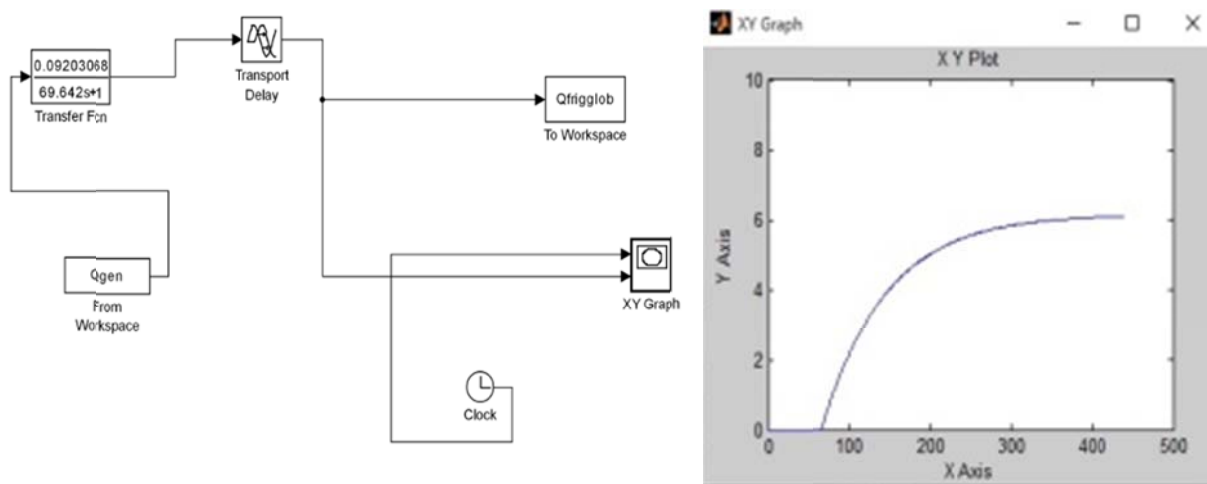 0.09203068
69.642s+1
Transfer Fcn
Transport
Delay
Qfrigglob
To Workspace
Qgen
From
Workspace
XY Graph
Clock
XY Graph
X Y Plot
10
8
6
4
2
0
Y Axis
0 100 200 300 400 500
X Axis